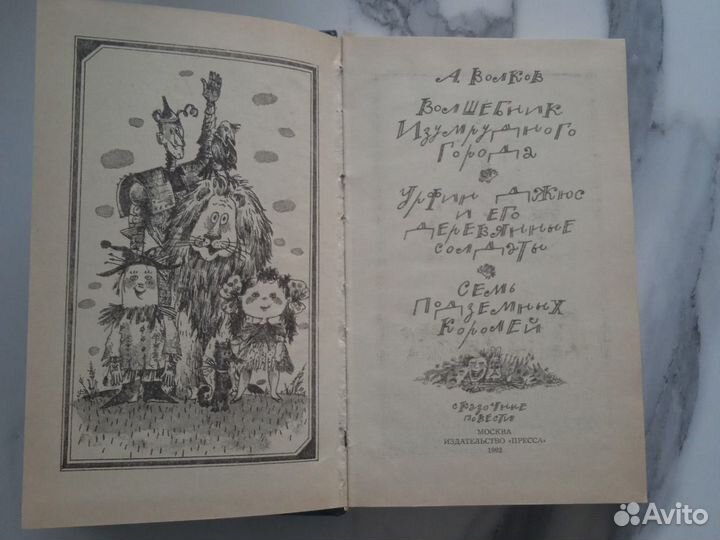 А. Волков
Волшебник
Изумрудного
Города
Урфин Джюс
и его
деревянные
солдаты
Семь
Подземных
Королей
сказочные
повести
МОСКВА
ИЗДАТЕЛЬСТВО «ПРЕССА»
1992
Avito